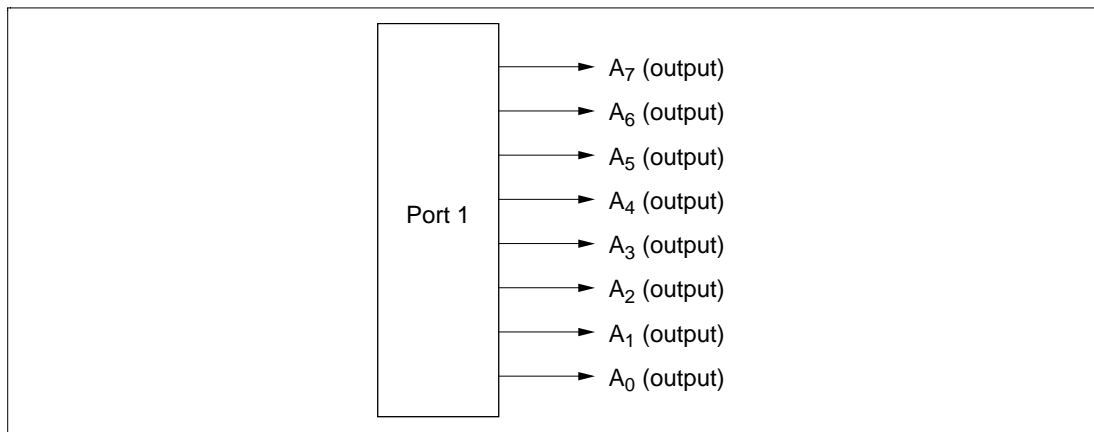 A7 (output)
A6 (output)
A5 (output)
A4 (output)
Port 1
A3 (output)
A2 (output)
A1 (output)
A0 (output)